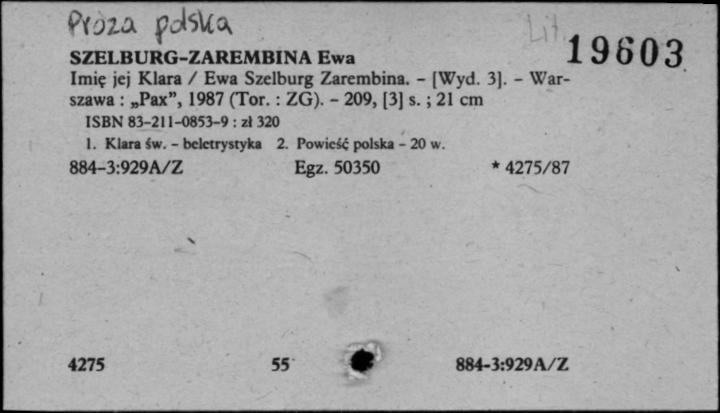 Proza polska
Lit.
19603
SZELBURG-ZAREMBINA Ewa
Imię jej Klara / Ewa Szelburg Zarembina. – [Wyd. 3]. – War-
szawa : „Pax”, 1987 (Tor. : ZG). – 209, [3] s. ; 21 cm
ISBN 83-211-0853-9 : zł 320
1. Klara św. – beletrystyka 2. Powieść polska – 20 w.
884-3:929A/Z Egz. 50350 * 4275/87
4275 55 884-3:929A/Z